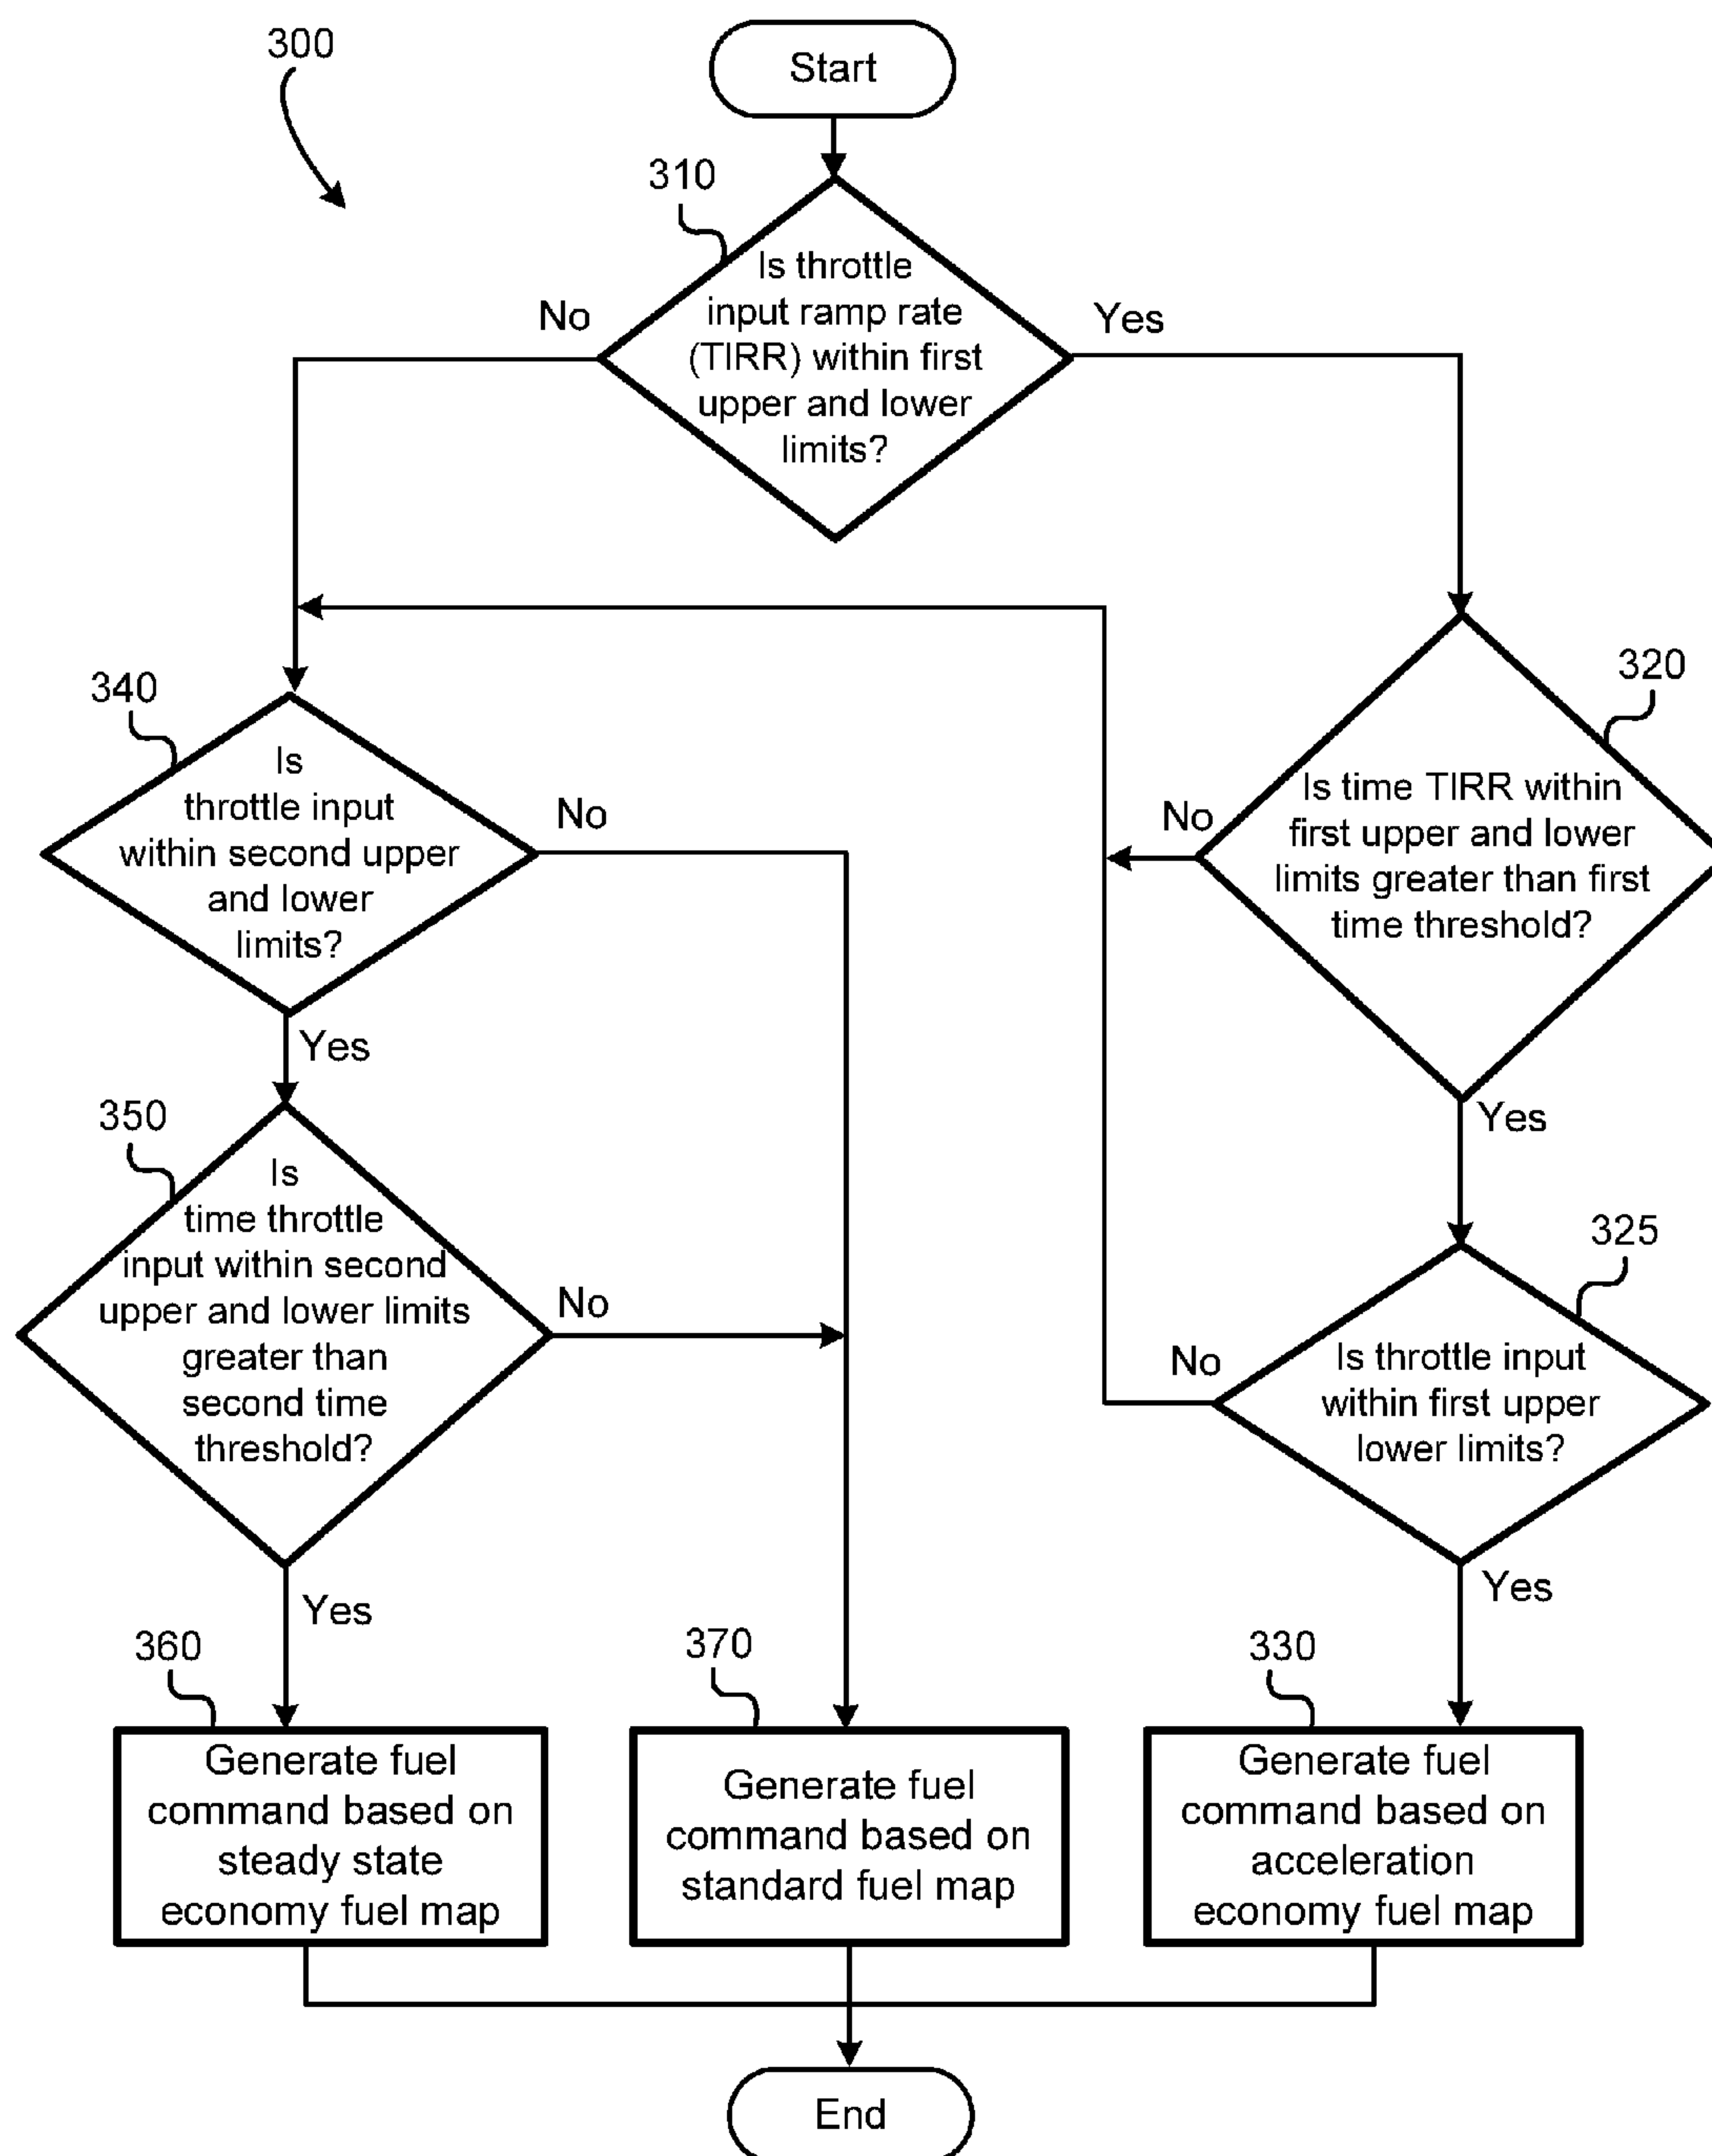 300
Start
310
Is throttle
input ramp rate
(TIRR) within first
upper and lower
limits?
No
Yes
340
Is
throttle input
within second upper
and lower
limits?
No
Yes
320
Is time TIRR within
first upper and lower
limits greater than first
time threshold?
No
Yes
350
Is
time throttle
input within second
upper and lower limits
greater than
second time
threshold?
No
Yes
325
Is throttle input
within first upper
lower limits?
No
Yes
360
Generate fuel
command based on
steady state
economy fuel map
370
Generate fuel
command based on
standard fuel map
330
Generate fuel
command based on
acceleration
economy fuel map
End